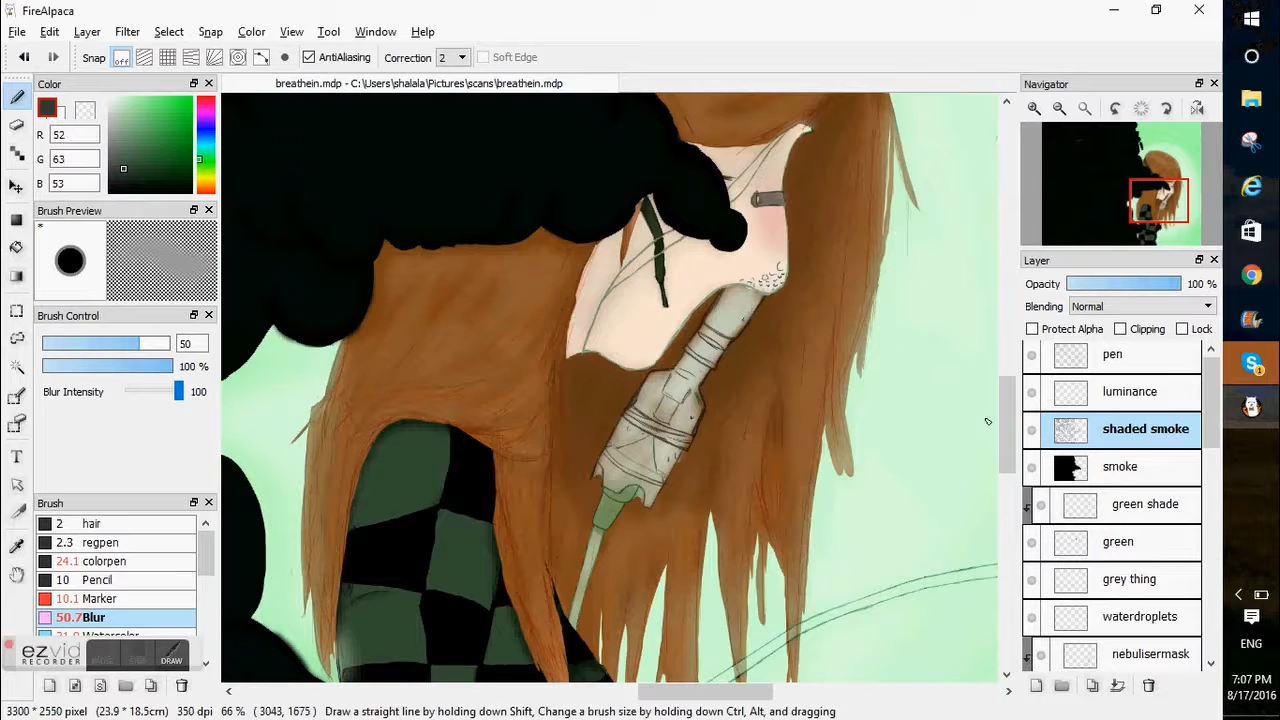 FireAlpaca
File Edit Layer Filter Select Snap Color View Tool Window Help
Snap off AntiAliasing Correction 2 Soft Edge
Color
breathein.mdp - C:\Users\shalala\Pictures\scans\breathein.mdp
Navigator
R 52
G 63
B 53
Brush Preview
*
Brush Control
50
100 %
Blur Intensity 100
Brush
2 hair
2.3 regpen
24.1 colorpen
10 Pencil
10.1 Marker
50.7 Blur
Watercolor
ezvid
RECORDER
DRAW
Layer
Opacity 100 %
Blending Normal
Protect Alpha Clipping Lock
pen
luminance
shaded smoke
smoke
green shade
green
grey thing
waterdroplets
nebulisermask
ENG
7:07 PM
8/17/2016
3300 * 2550 pixel (23.9 * 18.5cm) 350 dpi 66 % ( 3043, 1675 ) Draw a straight line by holding down Shift, Change a brush size by holding down Ctrl, Alt, and dragging